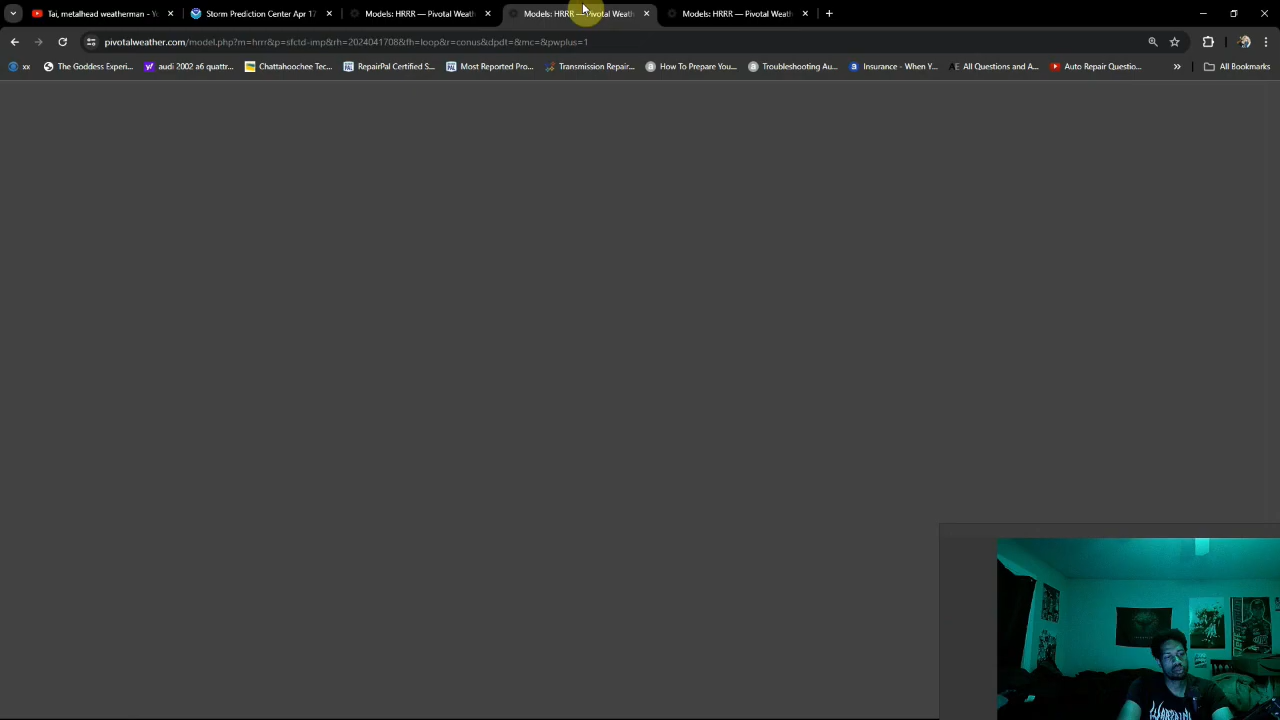 Tai, metalhead weatherman - Yo
Storm Prediction Center Apr 17
Models: HRRR — Pivotal Weath
Models: HRRR — Pivotal Weath
Models: HRRR — Pivotal Weath
pivotalweather.com/model.php?m=hrrr&p=sfctd-imp&rh=2024041708&fh=loop&r=conus&dpdt=&mc=&pwplus=1
xx
The Goddess Experi...
audi 2002 a6 quattr...
Chattahoochee Tec...
RepairPal Certified S...
Most Reported Pro...
Transmission Repair...
How To Prepare You...
Troubleshooting Au...
Insurance - When Y...
All Questions and A...
Auto Repair Questio...
All Bookmarks